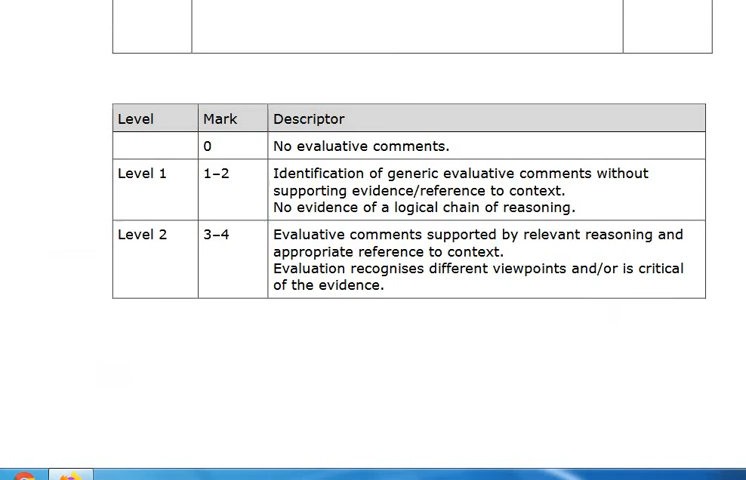 Level Mark Descriptor
0 No evaluative comments.
Level 1 1–2 Identification of generic evaluative comments without
supporting evidence/reference to context.
No evidence of a logical chain of reasoning.
Level 2 3–4 Evaluative comments supported by relevant reasoning and
appropriate reference to context.
Evaluation recognises different viewpoints and/or is critical
of the evidence.